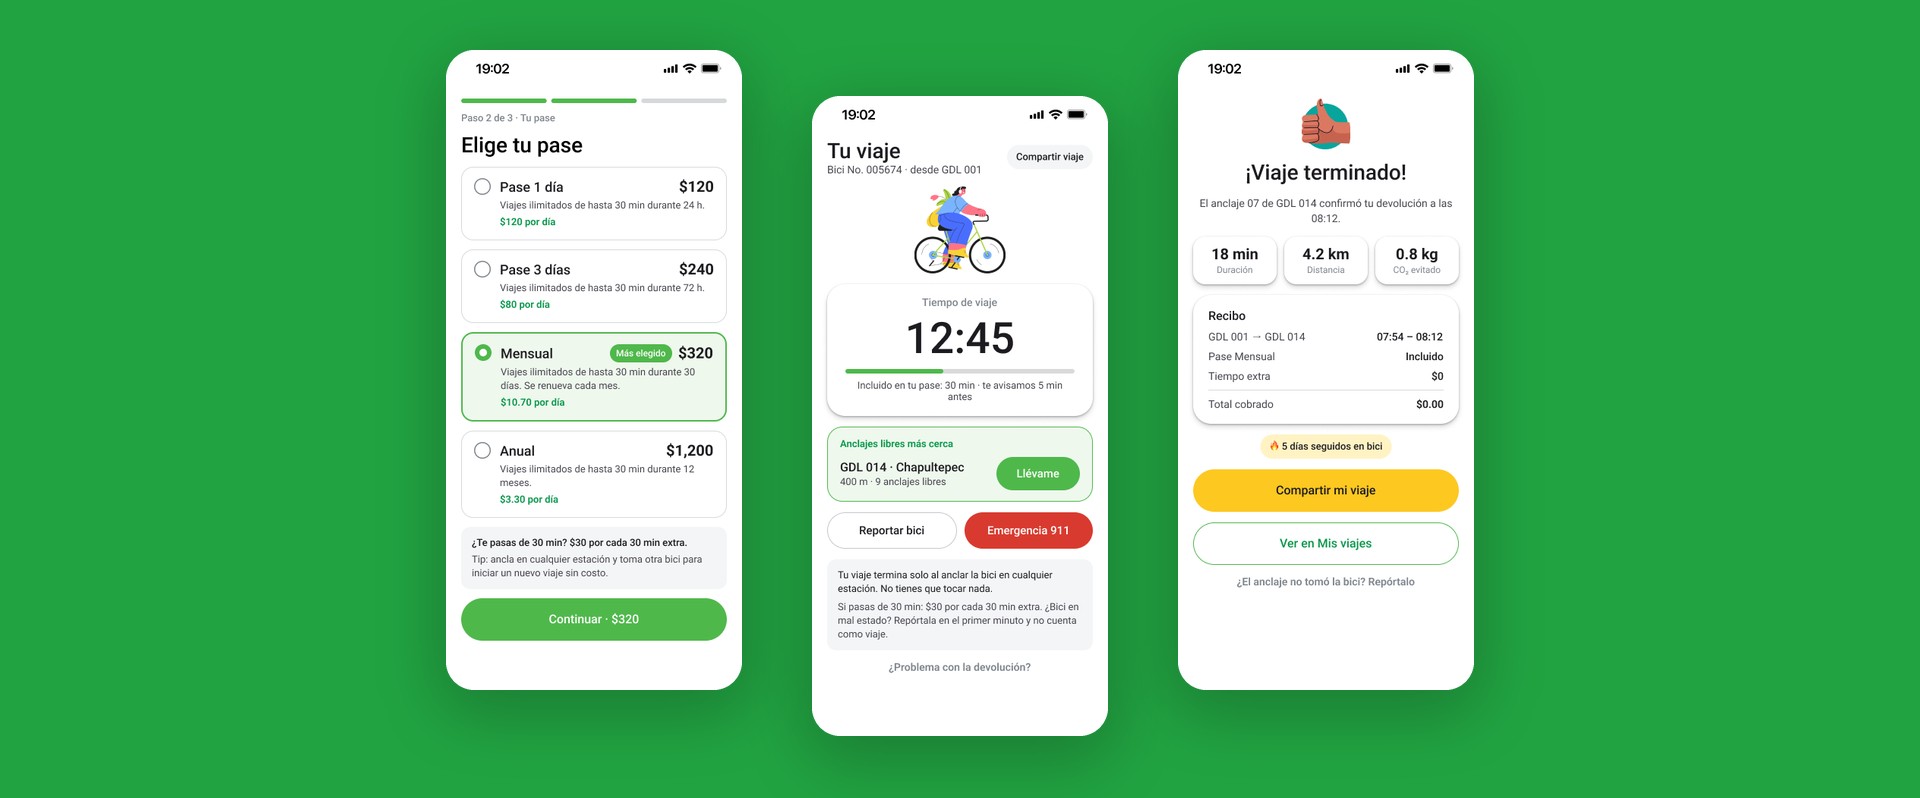 19:02
Paso 2 de 3 · Tu pase
Elige tu pase
Pase 1 día
$120
Viajes ilimitados de hasta 30 min durante 24 h.
$120 por día
Pase 3 días
$240
Viajes ilimitados de hasta 30 min durante 72 h.
$80 por día
Mensual
Más elegido
$320
Viajes ilimitados de hasta 30 min durante 30
días. Se renueva cada mes.
$10.70 por día
Anual
$1,200
Viajes ilimitados de hasta 30 min durante 12
meses.
$3.30 por día
¿Te pasas de 30 min? $30 por cada 30 min extra.
Tip: ancla en cualquier estación y toma otra bici para
iniciar un nuevo viaje sin costo.
Continuar · $320
19:02
Tu viaje
Bici No. 005674 · desde GDL 001
Compartir viaje
Tiempo de viaje
12:45
Incluido en tu pase: 30 min · te avisamos 5 min
antes
Anclajes libres más cerca
GDL 014 · Chapultepec
400 m · 9 anclajes libres
Llévame
Reportar bici
Emergencia 911
Tu viaje termina solo al anclar la bici en cualquier
estación. No tienes que tocar nada.
Si pasas de 30 min: $30 por cada 30 min extra. ¿Bici en
mal estado? Repórtala en el primer minuto y no cuenta
como viaje.
¿Problema con la devolución?
19:02
¡Viaje terminado!
El anclaje 07 de GDL 014 confirmó tu devolución a las
08:12.
18 min
Duración
4.2 km
Distancia
0.8 kg
CO₂ evitado
Recibo
GDL 001 → GDL 014
07:54 – 08:12
Pase Mensual
Incluido
Tiempo extra
$0
Total cobrado
$0.00
🔥 5 días seguidos en bici
Compartir mi viaje
Ver en Mis viajes
¿El anclaje no tomó la bici? Repórtalo